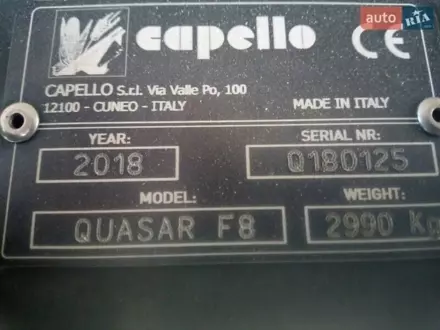 auto RIA.com
capello
CE
CAPELLO S.r.l. Via Valle Po, 100
12100 - CUNEO - ITALY
MADE IN ITALY
YEAR:
SERIAL NR:
2018
Q180125
MODEL:
WEIGHT:
QUASAR F8
2990 Kg